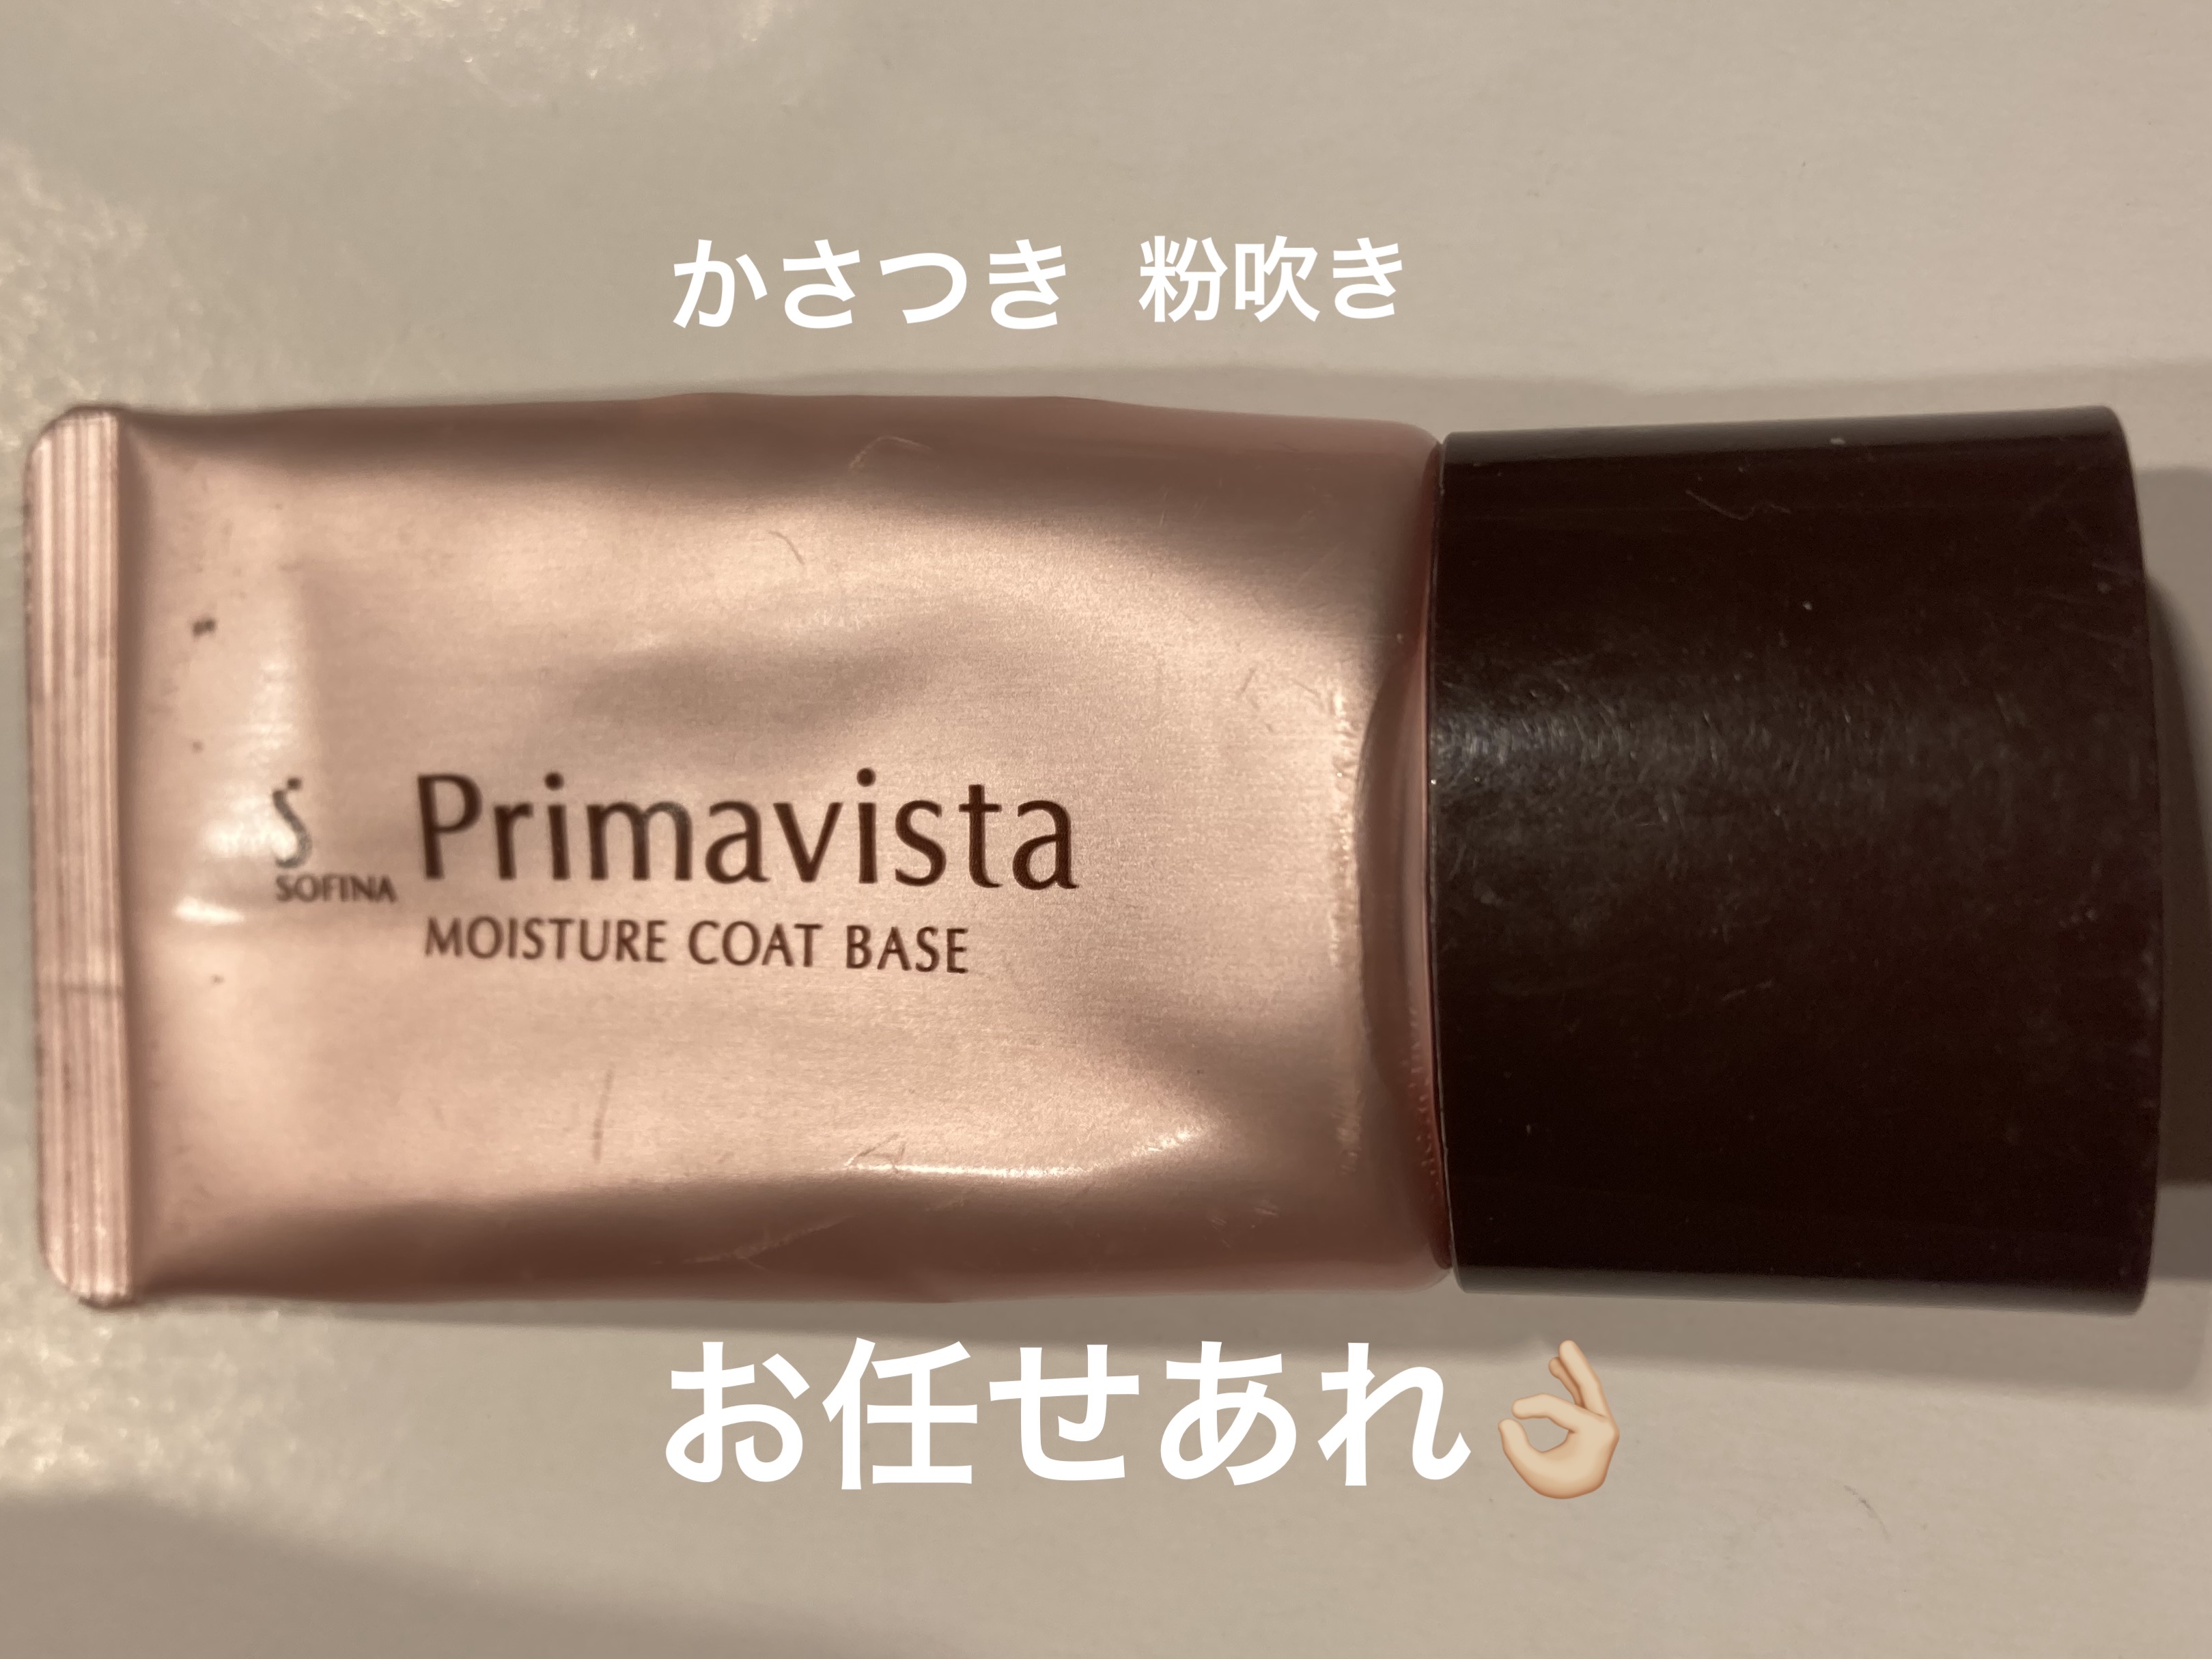 かさつき 粉吹き
S
SOFINA
Primavista
MOISTURE COAT BASE
お任せあれ👌🏻